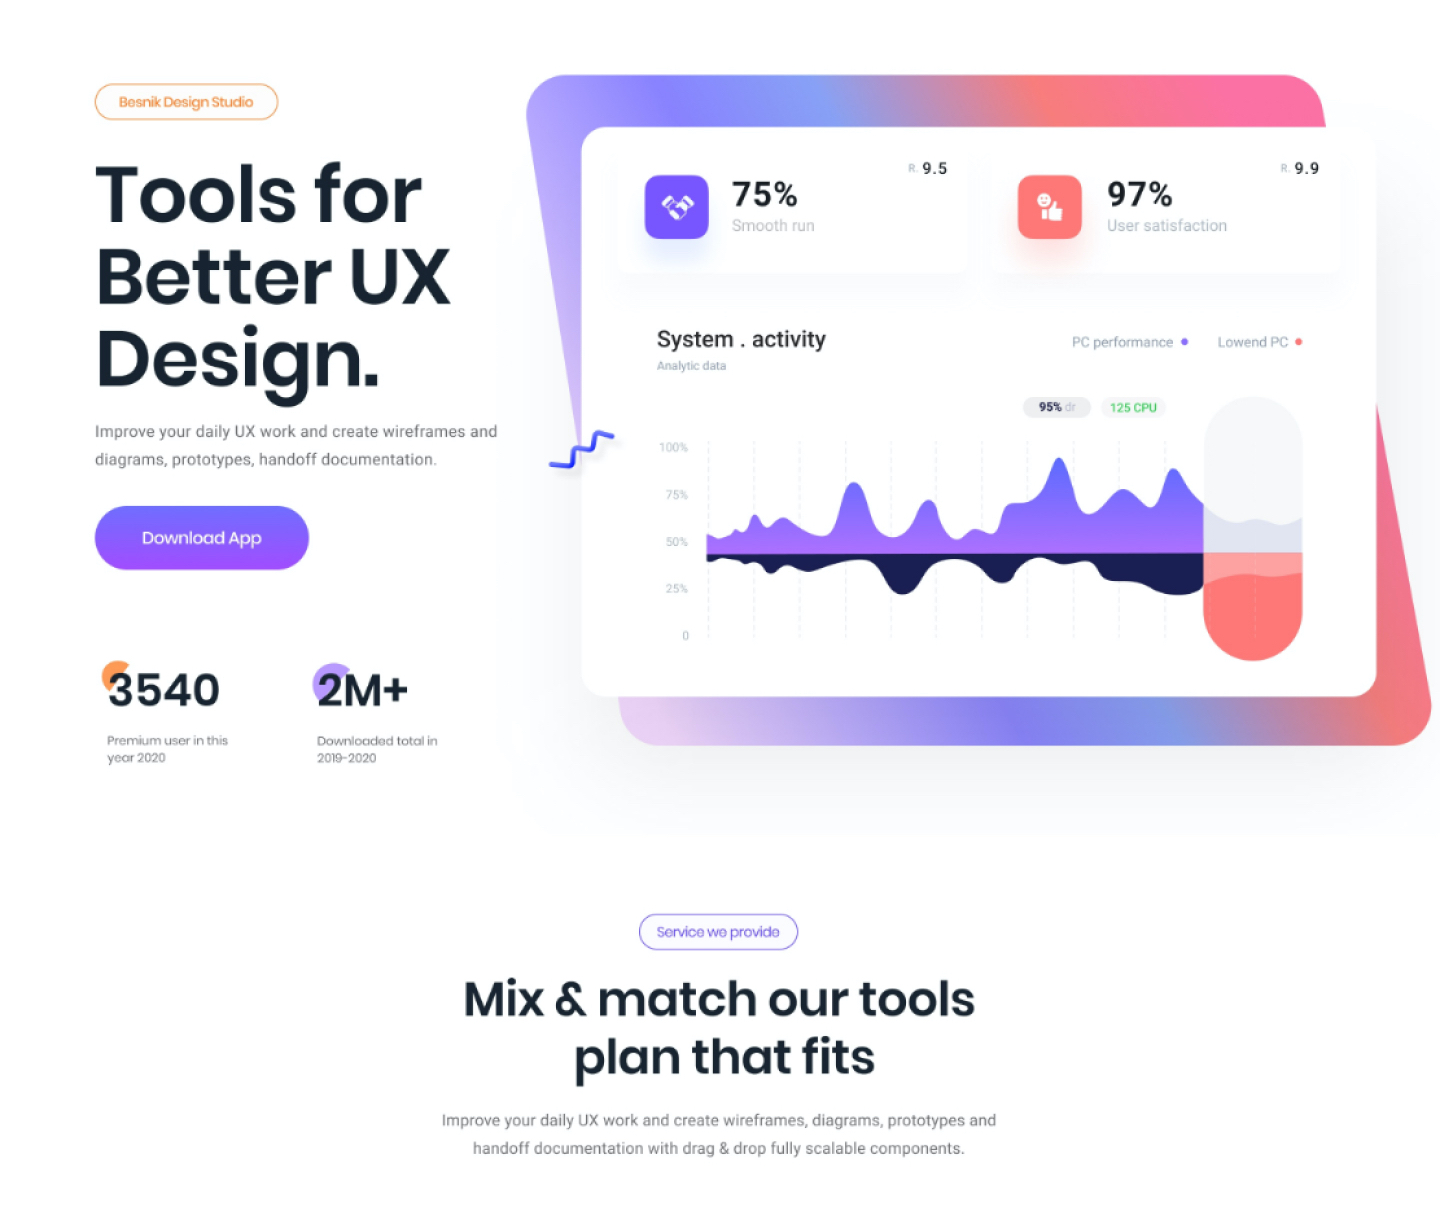 Besnik Design Studio
Tools for
Better UX
Design.
Improve your daily UX work and create wireframes and
diagrams, prototypes, handoff documentation.
Download App
3540
Premium user in this
year 2020
2M+
Downloaded total in
2019-2020
75%
Smooth run
R. 9.5
97%
User satisfaction
R. 9.9
System . activity
Analytic data
PC performance
Lowend PC
95% dr
125 CPU
100%
75%
50%
25%
0
Service we provide
Mix & match our tools
plan that fits
Improve your daily UX work and create wireframes, diagrams, prototypes and
handoff documentation with drag & drop fully scalable components.